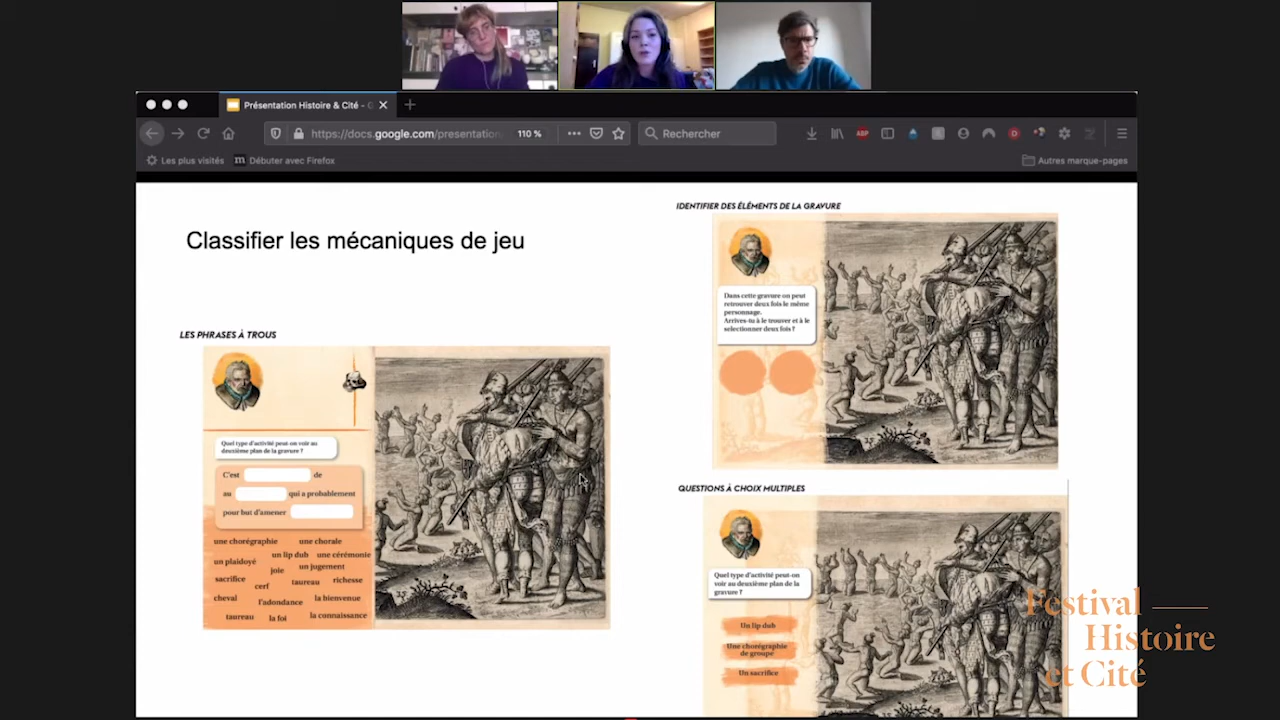 Présentation Histoire & Cité - G
https://docs.google.com/presentation
110 %
Rechercher
ABP
Les plus visités
m Débuter avec Firefox
Autres marque-pages
Classifier les mécaniques de jeu
LES PHRASES À TROUS
Quel type d'activité peut-on voir au
deuxième plan de la gravure ?
C'est de
au qui a probablement
pour but d'amener
une chorégraphie une chorale
un lip dub une cérémonie
un plaidoyé
joie un jugement
sacrifice
cerf taureau richesse
cheval l'adondance la bienvenue
taureau la foi la connaissance
IDENTIFIER DES ÉLÉMENTS DE LA GRAVURE
Dans cette gravure on peut
retrouver deux fois le même
personnage.
Arrives-tu à le trouver et à le
selectionner deux fois ?
QUESTIONS À CHOIX MULTIPLES
Quel type d'activité peut-on
voir au deuxième plan de la
gravure ?
Un lip dub
Une chorégraphie
de groupe
Un sacrifice
Festival
Histoire
et Cité